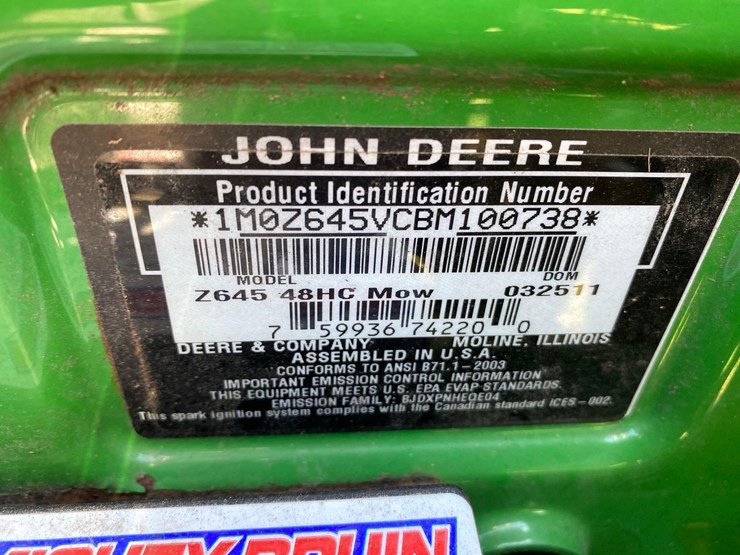 JOHN DEERE
Product Identification Number
*1M0Z645VCBM100738*
MODEL DOM
Z645 48HC Mow 032511
7 59936 74220 0
DEERE & COMPANY MOLINE, ILLINOIS
ASSEMBLED IN U.S.A.
CONFORMS TO ANSI B71.1-2003
IMPORTANT EMISSION CONTROL INFORMATION
THIS EQUIPMENT MEETS U.S. EPA EVAP STANDARDS.
EMISSION FAMILY: BJDXPNHEQE04
This spark ignition system complies with the Canadian standard ICES-002.